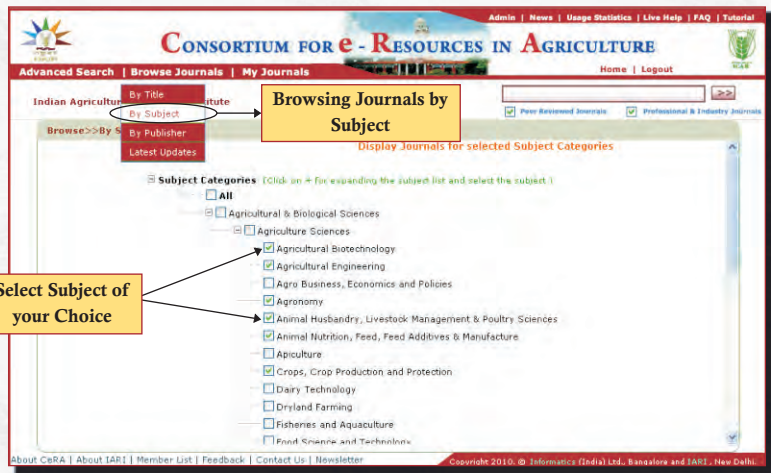 Admin | News | Usage Statistics | Live Help | FAQ | Tutorial
Consortium for e - Resources in Agriculture
Advanced Search | Browse Journals | My Journals
Home | Logout
ICAR
By Title
By Subject
By Publisher
Latest Updates
Indian Agricultu
itute
>>
Peer Reviewed Journals
Professional & Industry Journals
Browsing Journals by
Subject
Browse>>By S
Display Journals for selected Subject Categories
Subject Categories (Click on + for expanding the subject list and select the subject )
All
Agricultural & Biological Sciences
Agriculture Sciences
Agricultural Biotechnology
Agricultural Engineering
Agro Business, Economics and Policies
Agronomy
Animal Husbandry, Livestock Management & Poultry Sciences
Animal Nutrition, Feed, Feed Additives & Manufacture
Apiculture
Crops, Crop Production and Protection
Dairy Technology
Dryland Farming
Fisheries and Aquaculture
Food Science and Technology
Select Subject of
your Choice
About CeRA | About IARI | Member List | Feedback | Contact Us | Newsletter
Copyright 2010. © Informatics (India) Ltd., Bangalore and IARI , New Delhi.